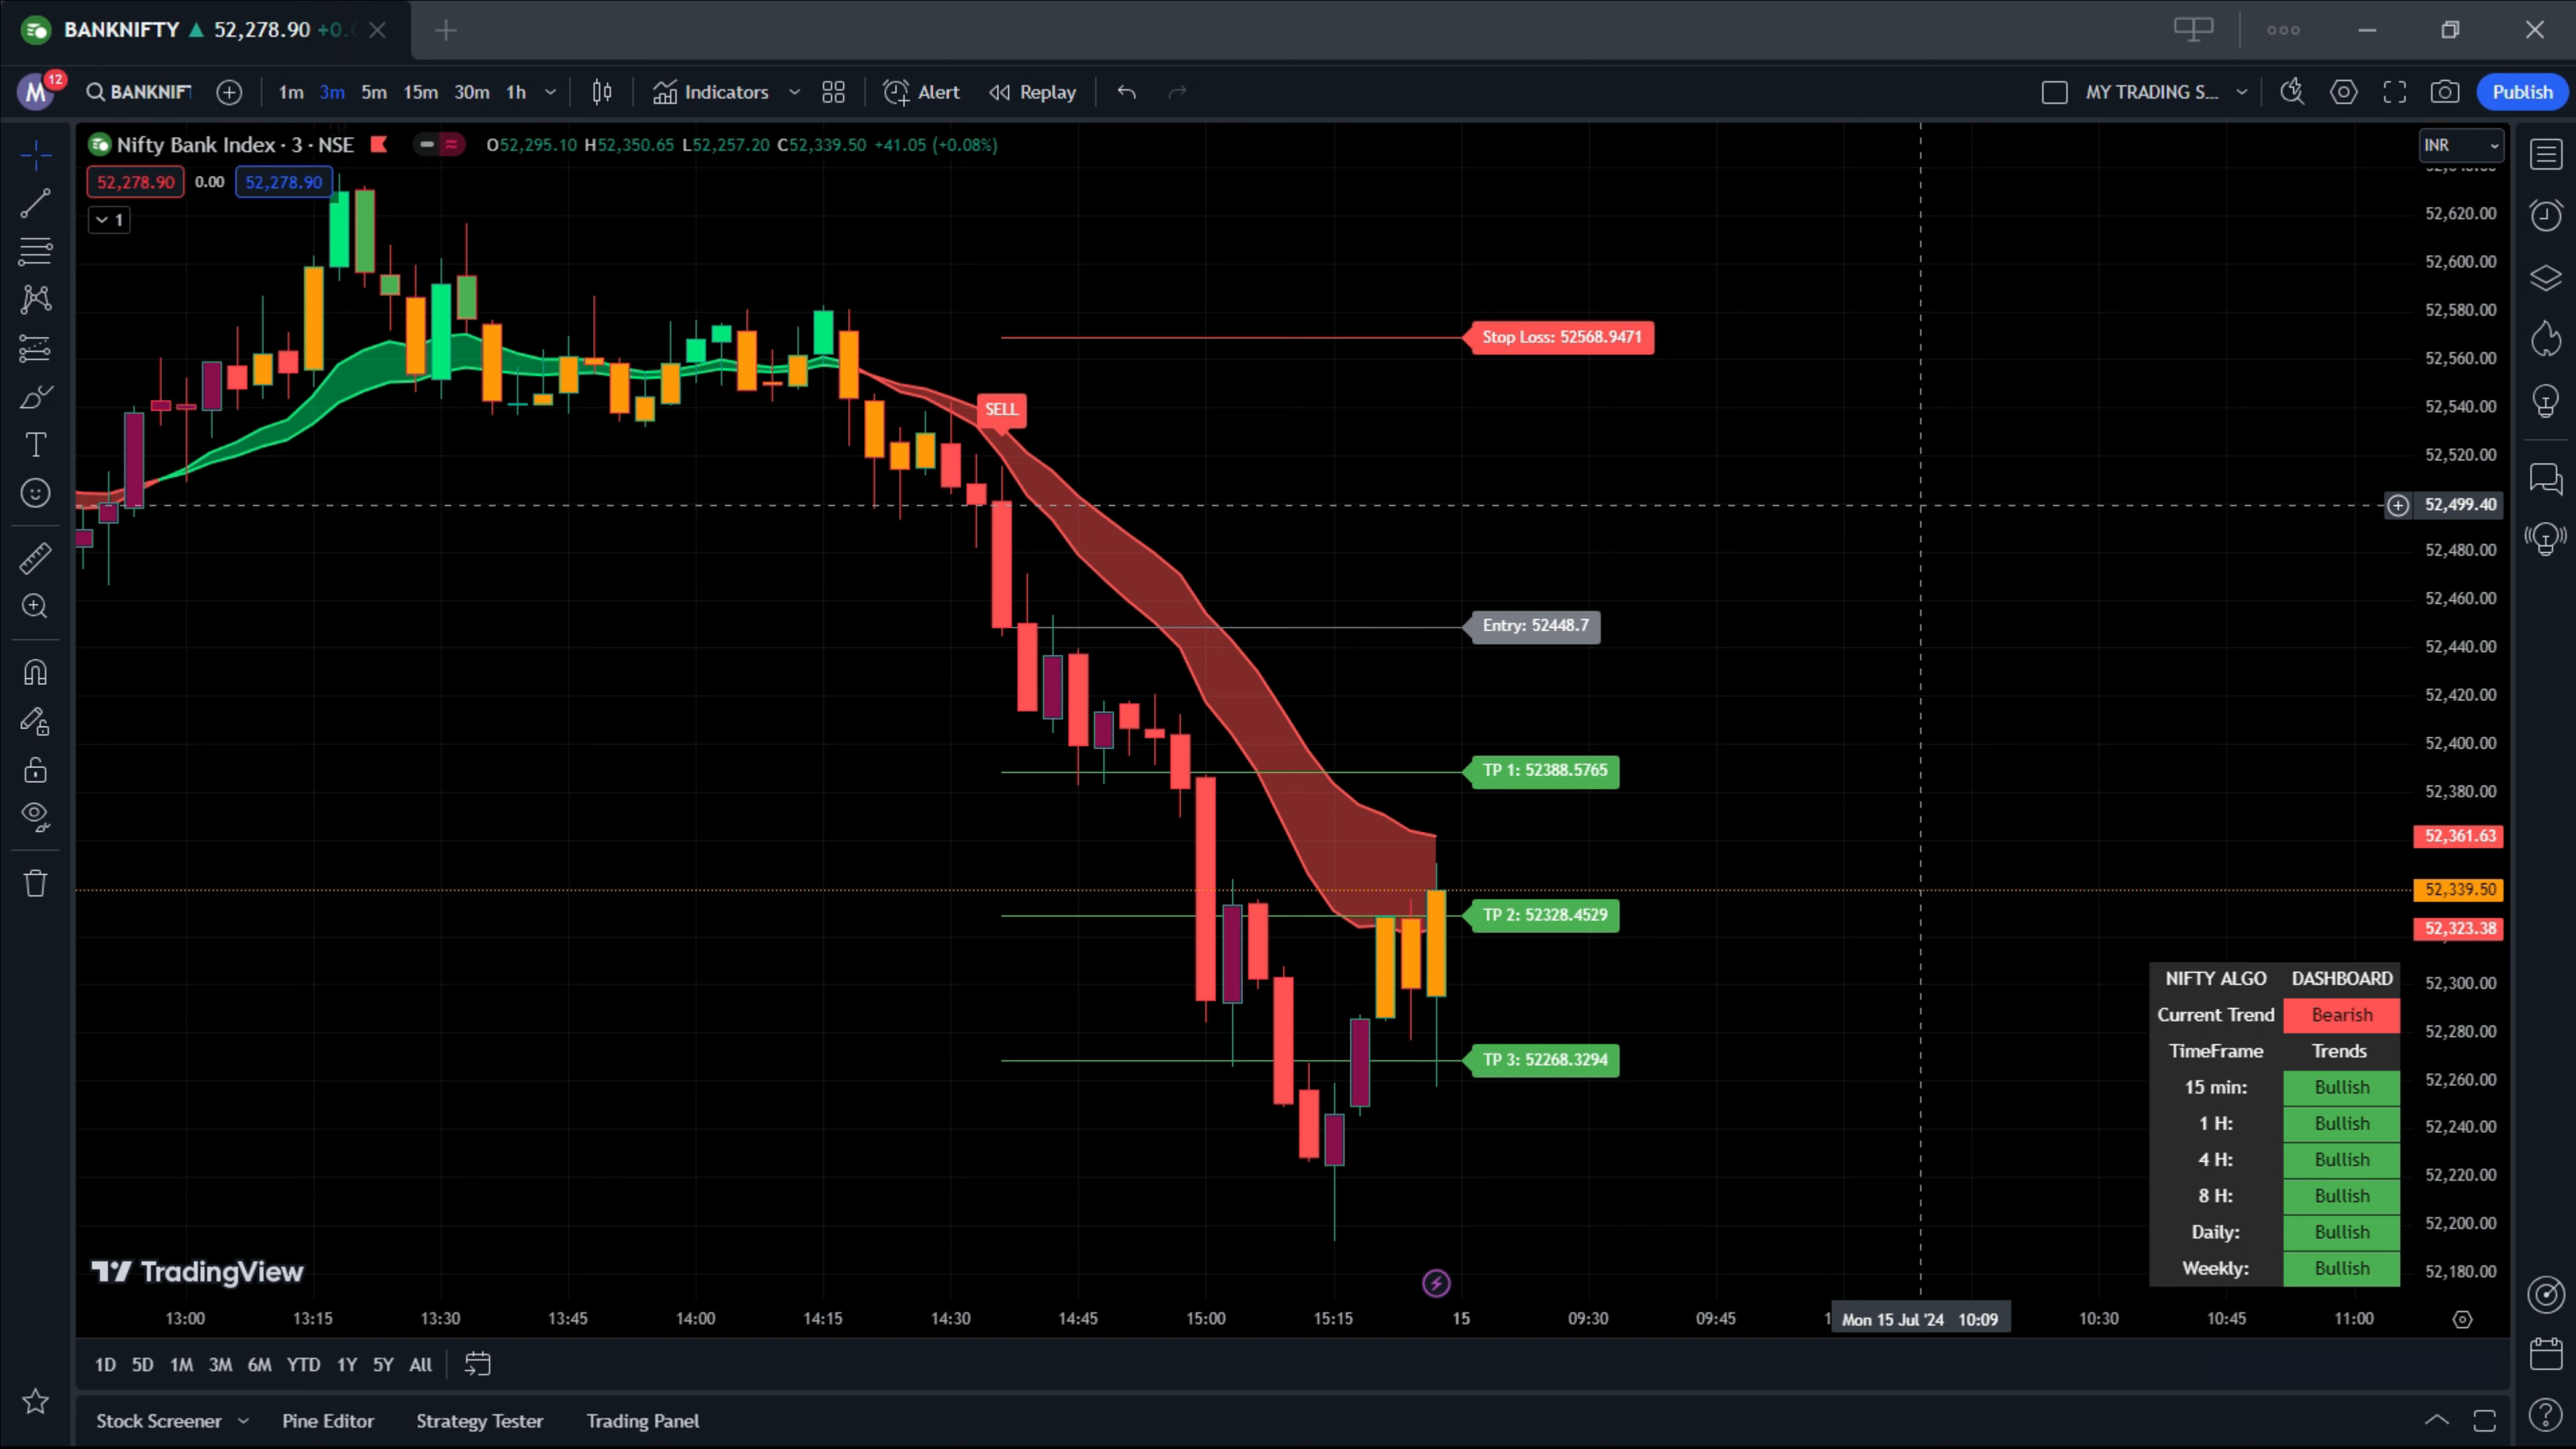 BANKNIFTY ▲ 52,278.90 +0.
M 12 BANKNIF 1m 3m 5m 15m 30m 1h Indicators Alert Replay MY TRADING S... Publish
Nifty Bank Index · 3 · NSE O52,295.10 H52,350.65 L52,257.20 C52,339.50 +41.05 (+0.08%)
INR
52,278.90 0.00 52,278.90
1
52,620.00
52,600.00
52,580.00
Stop Loss: 52568.9471
52,560.00
52,540.00
SELL
52,520.00
52,499.40
52,480.00
52,460.00
Entry: 52448.7
52,440.00
52,420.00
52,400.00
TP 1: 52388.5765
52,380.00
52,361.63
52,339.50
TP 2: 52328.4529
52,323.38
52,300.00
52,280.00
TP 3: 52268.3294
52,260.00
52,240.00
52,220.00
52,200.00
52,180.00
NIFTY ALGO DASHBOARD
Current Trend Bearish
TimeFrame Trends
15 min: Bullish
1 H: Bullish
4 H: Bullish
8 H: Bullish
Daily: Bullish
Weekly: Bullish
TradingView
13:00 13:15 13:30 13:45 14:00 14:15 14:30 14:45 15:00 15:15 15 09:30 09:45 1 Mon 15 Jul '24 10:09 10:30 10:45 11:00
1D 5D 1M 3M 6M YTD 1Y 5Y All
Stock Screener Pine Editor Strategy Tester Trading Panel